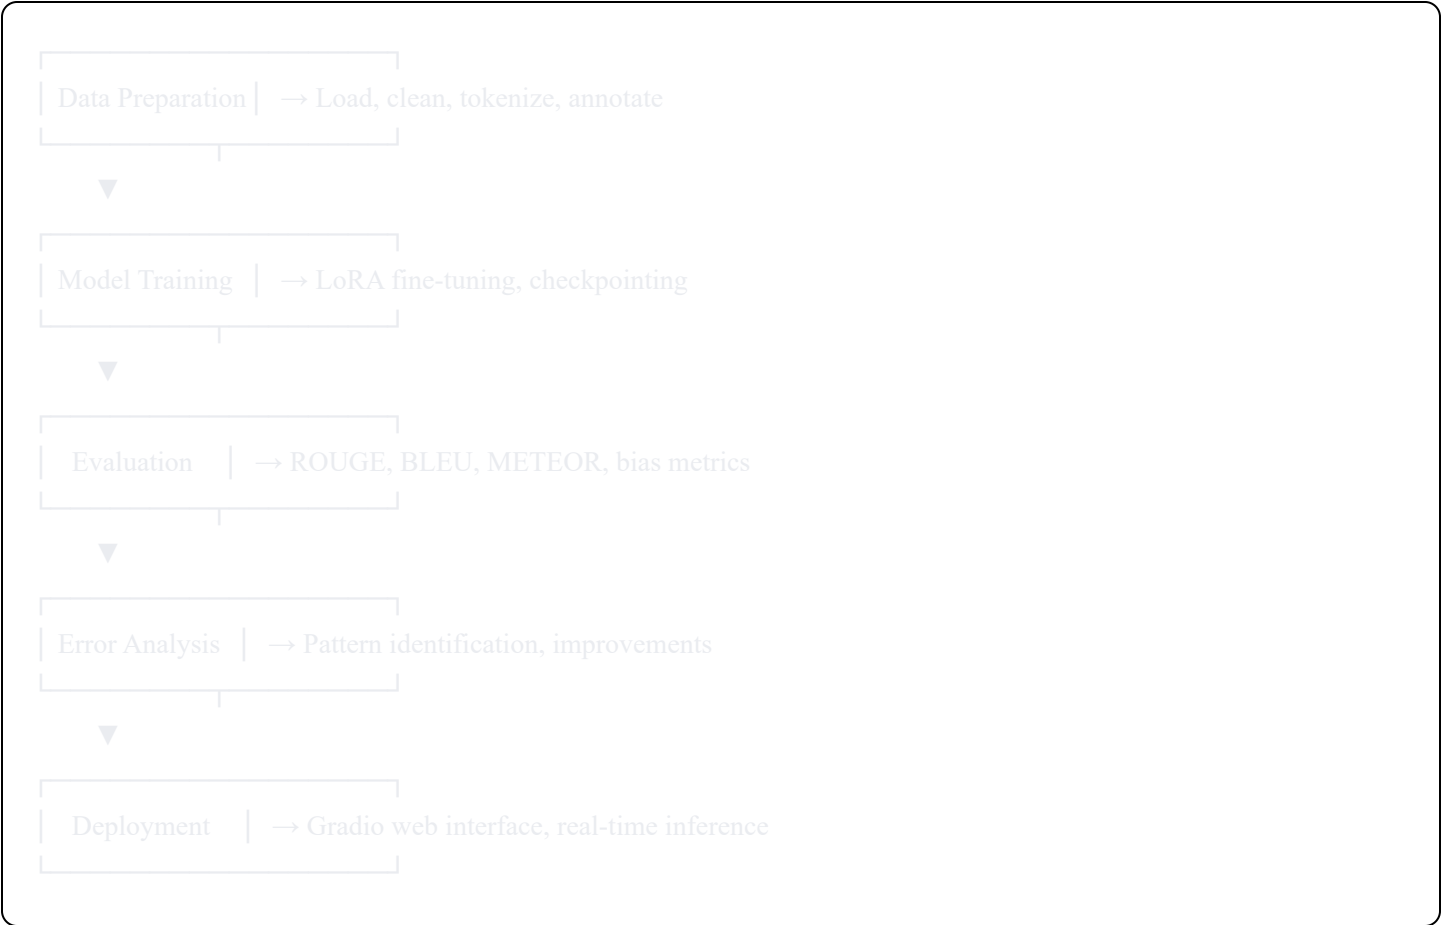 Data Preparation → Load, clean, tokenize, annotate
Model Training → LoRA fine-tuning, checkpointing
Evaluation → ROUGE, BLEU, METEOR, bias metrics
Error Analysis → Pattern identification, improvements
Deployment → Gradio web interface, real-time inference